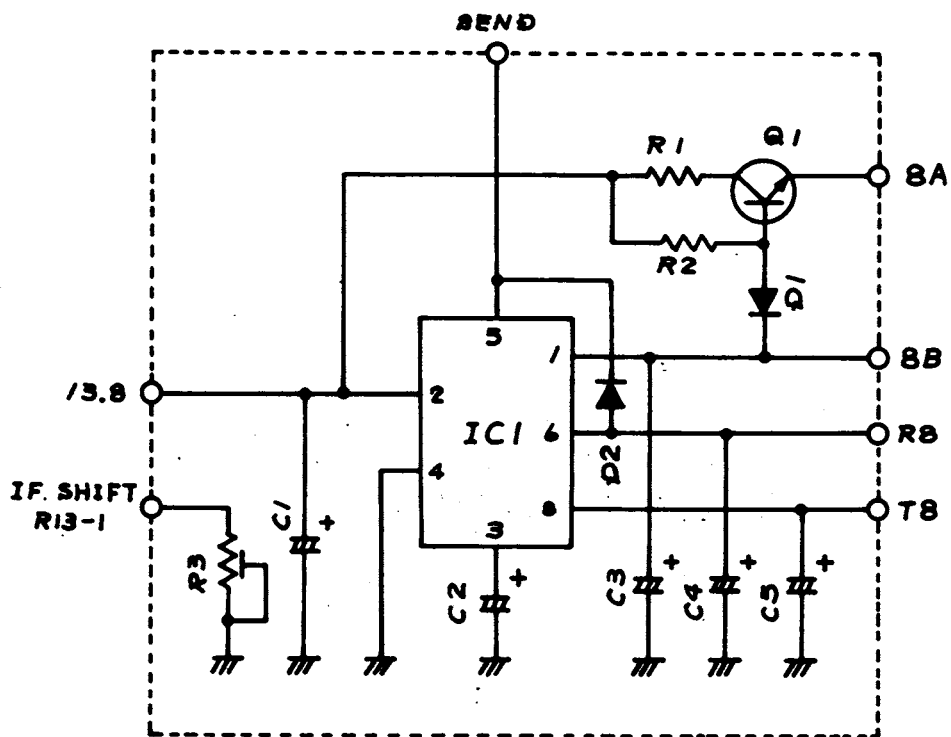 SEND
Q1
R1
8A
R2
D1
5
1
8B
13.8
2
IC1
6
R8
D2
4
IF. SHIFT
R13-1
C1
+
8
T8
3
R3
C2
+
C3
+
C4
+
C5
+